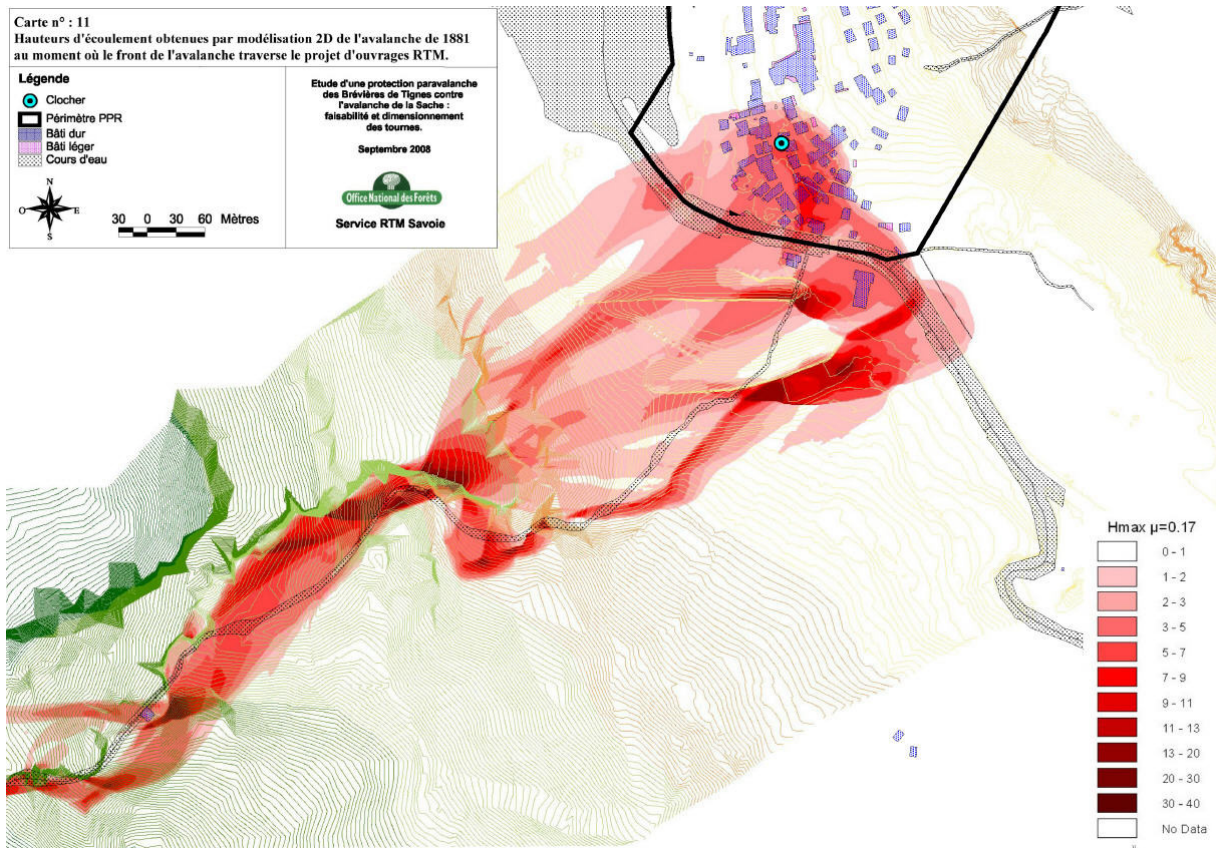 Carte n° : 11
Hauteurs d'écoulement obtenues par modélisation 2D de l'avalanche de 1881
au moment où le front de l'avalanche traverse le projet d'ouvrages RTM.
Légende
Clocher
Périmètre PPR
Bâti dur
Bâti léger
Cours d'eau
N
O
E
S
30 0 30 60 Mètres
Etude d'une protection paravalanche
des Brévières de Tignes contre
l'avalanche de la Sache :
faisabilité et dimensionnement
des tournes.
Septembre 2008
Office National des Forêts
Service RTM Savoie
Hmax µ=0.17
0 - 1
1 - 2
2 - 3
3 - 5
5 - 7
7 - 9
9 - 11
11 - 13
13 - 20
20 - 30
30 - 40
No Data